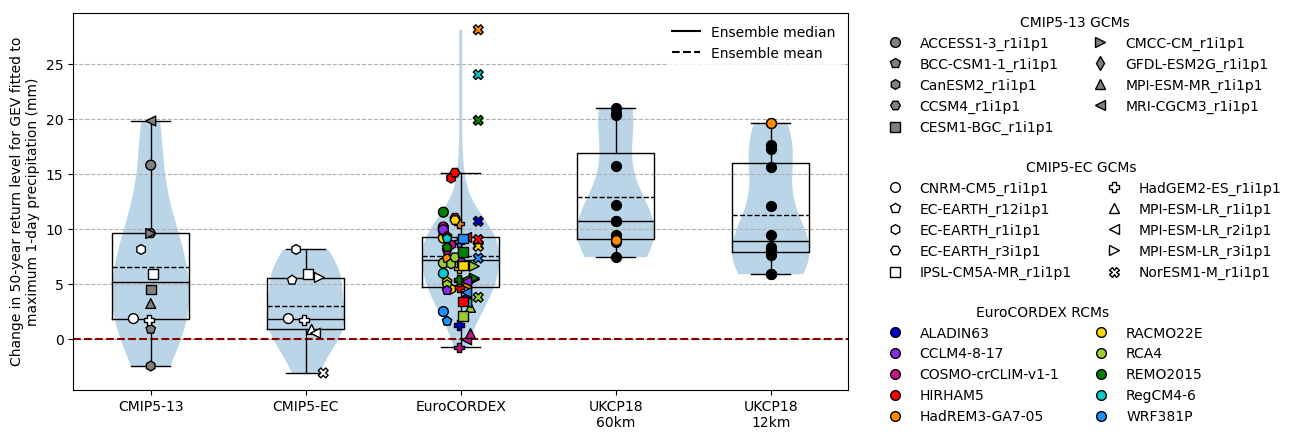 Change in 50-year return level for GEV fitted to
maximum 1-day precipitation (mm)
25
20
15
10
5
0
Ensemble median
Ensemble mean
CMIP5-13
CMIP5-EC
EuroCORDEX
UKCP18
60km
UKCP18
12km
CMIP5-13 GCMs
ACCESS1-3_r1i1p1
BCC-CSM1-1_r1i1p1
CanESM2_r1i1p1
CCSM4_r1i1p1
CESM1-BGC_r1i1p1
CMCC-CM_r1i1p1
GFDL-ESM2G_r1i1p1
MPI-ESM-MR_r1i1p1
MRI-CGCM3_r1i1p1
CMIP5-EC GCMs
CNRM-CM5_r1i1p1
EC-EARTH_r12i1p1
EC-EARTH_r1i1p1
EC-EARTH_r3i1p1
IPSL-CM5A-MR_r1i1p1
HadGEM2-ES_r1i1p1
MPI-ESM-LR_r1i1p1
MPI-ESM-LR_r2i1p1
MPI-ESM-LR_r3i1p1
NorESM1-M_r1i1p1
EuroCORDEX RCMs
ALADIN63
CCLM4-8-17
COSMO-crCLIM-v1-1
HIRHAM5
HadREM3-GA7-05
RACMO22E
RCA4
REMO2015
RegCM4-6
WRF381P